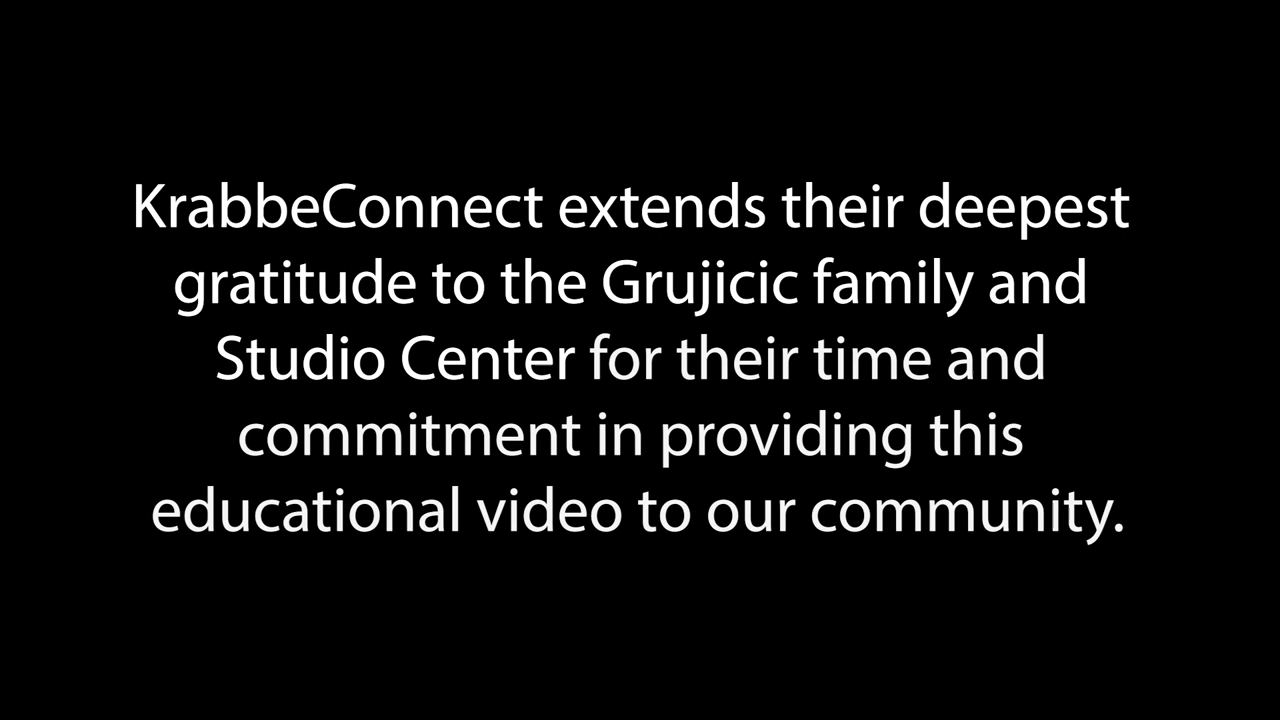 KrabbeConnect extends their deepest
gratitude to the Grujicic family and
Studio Center for their time and
commitment in providing this
educational video to our community.